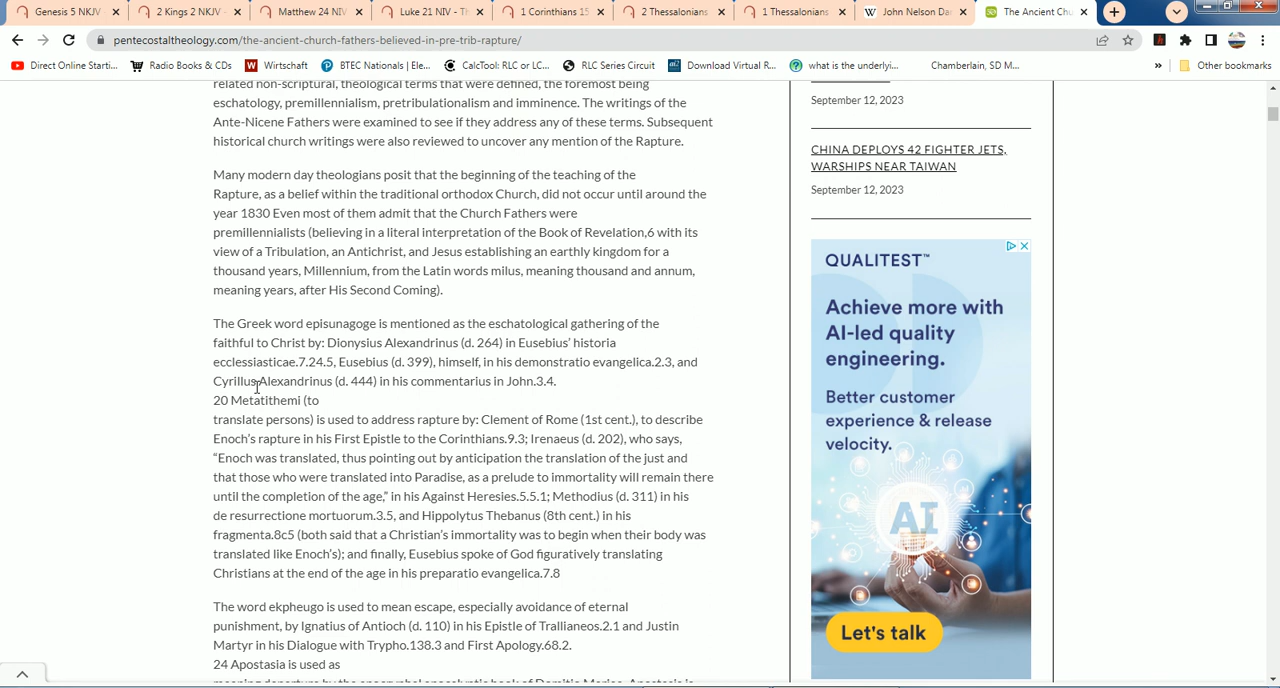 Genesis 5 NKJV
2 Kings 2 NKJV -
Matthew 24 NIV
Luke 21 NIV - Tr
1 Corinthians 15
2 Thessalonians
1 Thessalonians
W John Nelson Da
The Ancient Chu
pentecostaltheology.com/the-ancient-church-fathers-believed-in-pre-trib-rapture/
Direct Online Starti...
Radio Books & CDs
W Wirtschaft
BTEC Nationals | Ele...
CalcTool: RLC or LC...
RLC Series Circuit
Download Virtual R...
what is the underlyi...
Chamberlain, SD M...
»
Other bookmarks
related non-scriptural, theological terms that were defined, the foremost being
eschatology, premillennialism, pretribulationalism and imminence. The writings of the
Ante-Nicene Fathers were examined to see if they address any of these terms. Subsequent
historical church writings were also reviewed to uncover any mention of the Rapture.
Many modern day theologians posit that the beginning of the teaching of the
Rapture, as a belief within the traditional orthodox Church, did not occur until around the
year 1830 Even most of them admit that the Church Fathers were
premillennialists (believing in a literal interpretation of the Book of Revelation,6 with its
view of a Tribulation, an Antichrist, and Jesus establishing an earthly kingdom for a
thousand years, Millennium, from the Latin words milus, meaning thousand and annum,
meaning years, after His Second Coming).
The Greek word episunagoge is mentioned as the eschatological gathering of the
faithful to Christ by: Dionysius Alexandrinus (d. 264) in Eusebius’ historia
ecclessiasticae.7.24.5, Eusebius (d. 399), himself, in his demonstratio evangelica.2.3, and
Cyrillus Alexandrinus (d. 444) in his commentarius in John.3.4.
20 Metatithemi (to
translate persons) is used to address rapture by: Clement of Rome (1st cent.), to describe
Enoch’s rapture in his First Epistle to the Corinthians.9.3; Irenaeus (d. 202), who says,
“Enoch was translated, thus pointing out by anticipation the translation of the just and
that those who were translated into Paradise, as a prelude to immortality will remain there
until the completion of the age,” in his Against Heresies.5.5.1; Methodius (d. 311) in his
de resurrectione mortuorum.3.5, and Hippolytus Thebanus (8th cent.) in his
fragmenta.8c5 (both said that a Christian’s immortality was to begin when their body was
translated like Enoch’s); and finally, Eusebius spoke of God figuratively translating
Christians at the end of the age in his preparatio evangelica.7.8
The word ekpheugo is used to mean escape, especially avoidance of eternal
punishment, by Ignatius of Antioch (d. 110) in his Epistle of Trallianeos.2.1 and Justin
Martyr in his Dialogue with Trypho.138.3 and First Apology.68.2.
24 Apostasia is used as
September 12, 2023
CHINA DEPLOYS 42 FIGHTER JETS,
WARSHIPS NEAR TAIWAN
September 12, 2023
QUALITEST™
Achieve more with
AI-led quality
engineering.
Better customer
experience & release
velocity.
AI
Let's talk